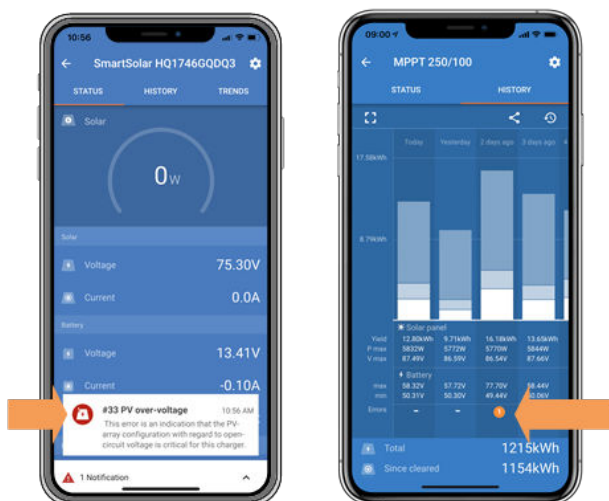 10:56
SmartSolar HQ1746GQDQ3
STATUS HISTORY TRENDS
Solar
0W
Solar
Voltage 75.30V
Current 0.0A
Battery
Voltage 13.41V
Current -0.10A
#33 PV over-voltage 10:56 AM
This error is an indication that the PV-
array configuration with regard to open-
circuit voltage is critical for this charger.
1 Notification
09:00
MPPT 250/100
STATUS HISTORY
Today Yesterday 2 days ago 3 days ago 4
17.58kWh
8.79kWh
Solar panel
Yield 12.80kWh 9.71kWh 16.18kWh 13.65kWh
P max 5832W 5772W 5770W 5844W
V max 87.49V 86.59V 86.54V 87.66V
Battery
max 58.32V 57.72V 77.70V 58.44V
min 50.31V 50.30V 49.44V
Errors – – 1
Total 1215kWh
Since cleared 1154kWh